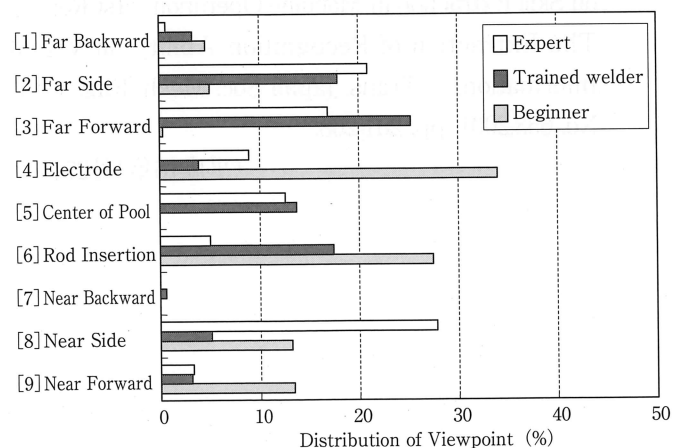 [1] Far Backward
[2] Far Side
[3] Far Forward
[4] Electrode
[5] Center of Pool
[6] Rod Insertion
[7] Near Backward
[8] Near Side
[9] Near Forward
Expert
Trained welder
Beginner
0 10 20 30 40 50
Distribution of Viewpoint (%)